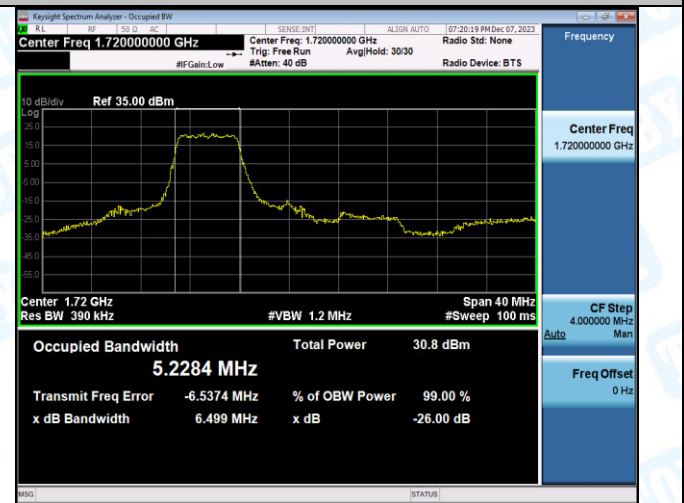 Keysight Spectrum Analyzer - Occupied BW
RL RF 50 Ω AC SENSE:INT ALIGN AUTO 07:20:19 PM Dec 07, 2023
Center Freq 1.720000000 GHz
Center Freq: 1.720000000 GHz
Radio Std: None
Trig: Free Run Avg|Hold: 30/30
#IFGain:Low
#Atten: 40 dB
Radio Device: BTS
Frequency
10 dB/div Ref 35.00 dBm
Log
25.0
15.0
5.00
-5.00
-15.0
-25.0
-35.0
-45.0
-55.0
Center 1.72 GHz
Span 40 MHz
Res BW 390 kHz
#VBW 1.2 MHz
#Sweep 100 ms
Occupied Bandwidth
5.2284 MHz
Total Power 30.8 dBm
Transmit Freq Error -6.5374 MHz
% of OBW Power 99.00 %
x dB Bandwidth 6.499 MHz
x dB -26.00 dB
Center Freq
1.720000000 GHz
CF Step
4.000000 MHz
Auto Man
Freq Offset
0 Hz
MSG
STATUS